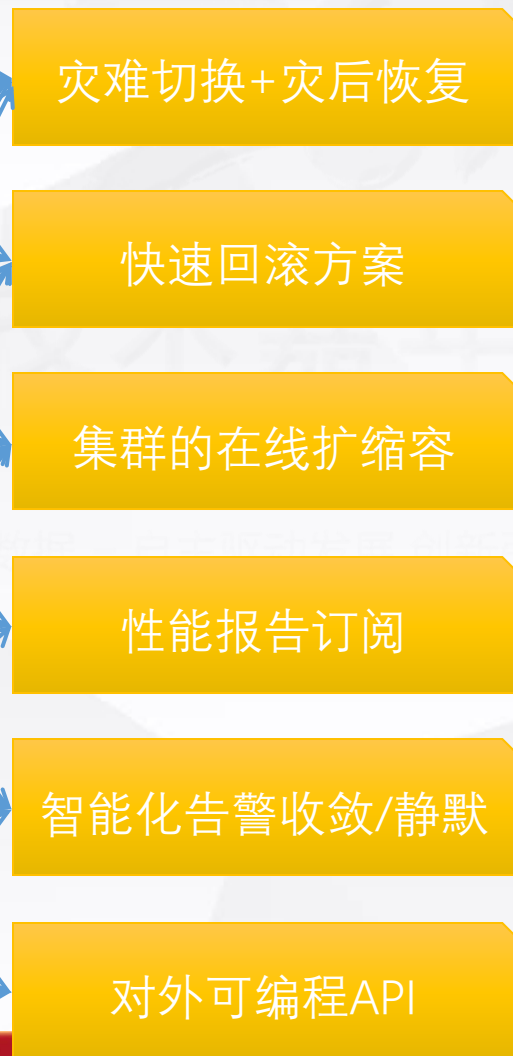 灾难切换+灾后恢复
快速回滚方案
集群的在线扩缩容
性能报告订阅
智能化告警收敛/静默
对外可编程API